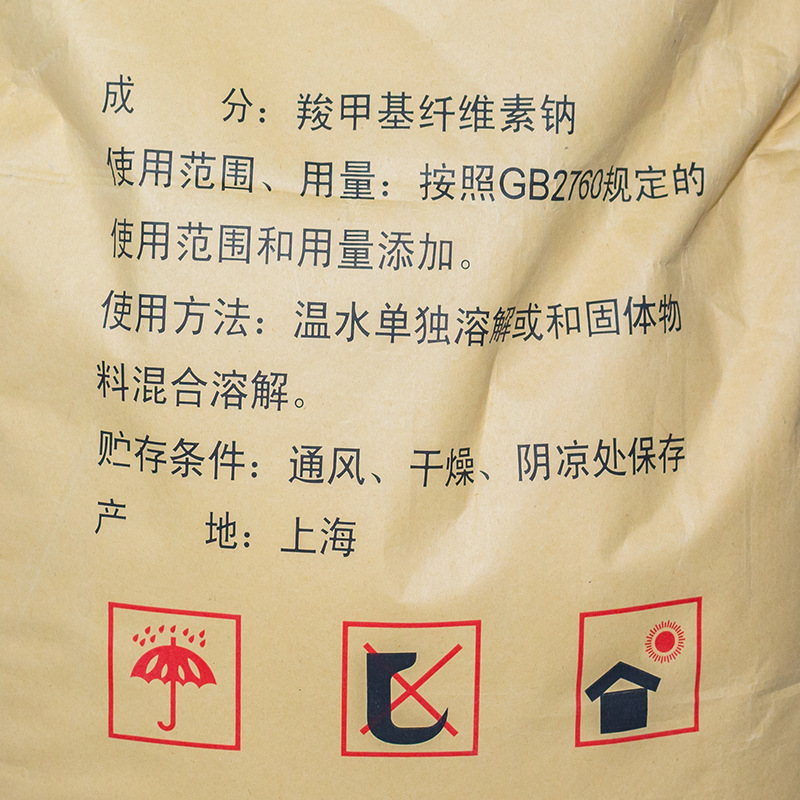 成 分：羧甲基纤维素钠
使用范围、用量：按照GB2760规定的
使用范围和用量添加。
使用方法：温水单独溶解或和固体物
料混合溶解。
贮存条件：通风、干燥、阴凉处保存
产 地：上海